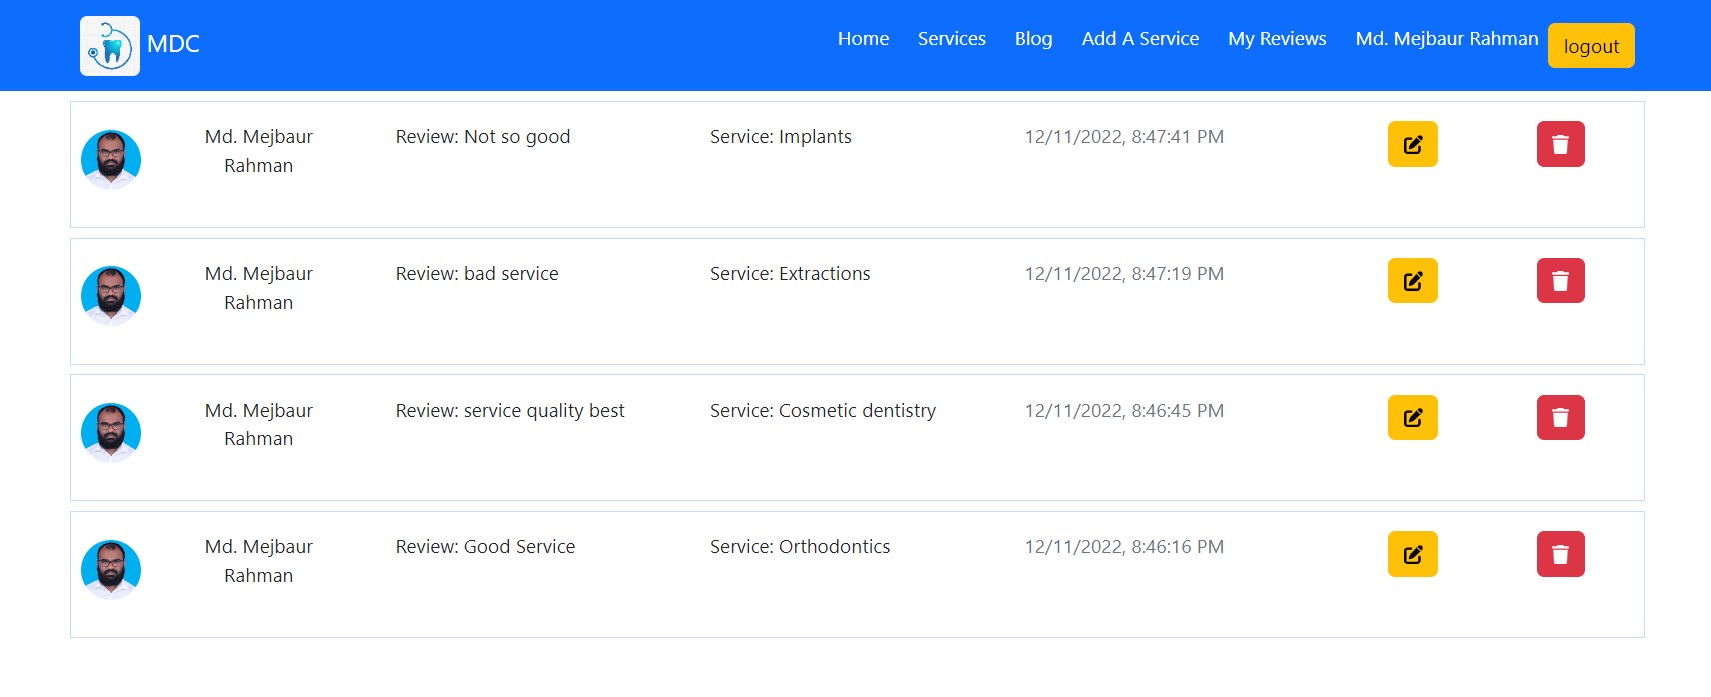 MDC
Home Services Blog Add A Service My Reviews Md. Mejbaur Rahman logout
Md. Mejbaur Rahman
Review: Not so good
Service: Implants
12/11/2022, 8:47:41 PM
Md. Mejbaur Rahman
Review: bad service
Service: Extractions
12/11/2022, 8:47:19 PM
Md. Mejbaur Rahman
Review: service quality best
Service: Cosmetic dentistry
12/11/2022, 8:46:45 PM
Md. Mejbaur Rahman
Review: Good Service
Service: Orthodontics
12/11/2022, 8:46:16 PM